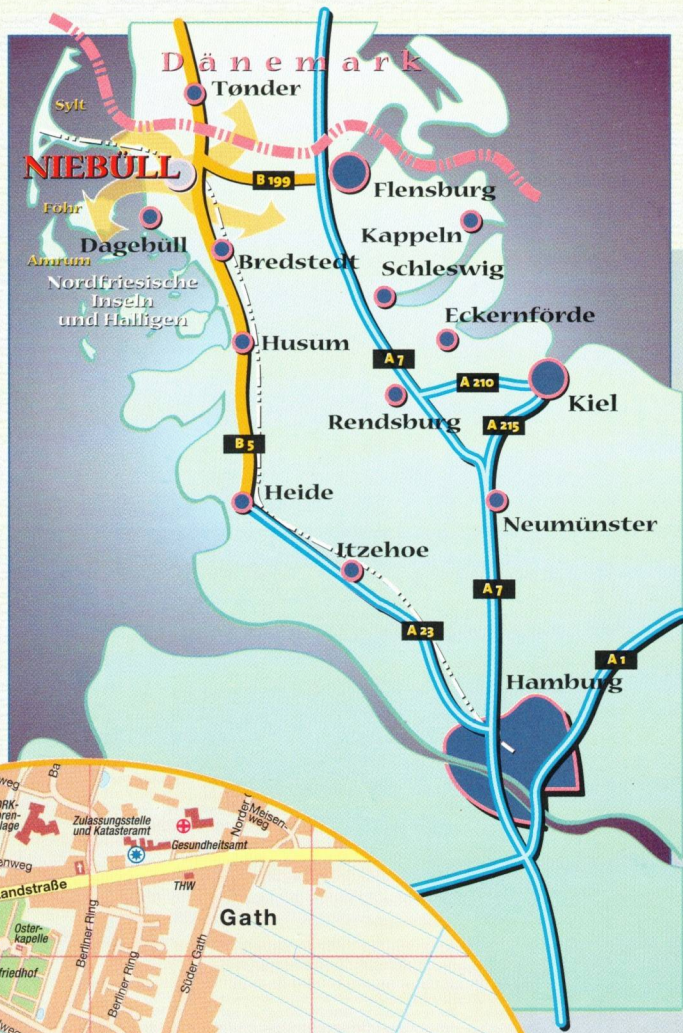 Dänemark
Tønder
Sylt
NIEBÜLL
B 199
Flensburg
Föhr
Dagebüll
Kappeln
Amrum
Bredstedt
Schleswig
Nordfriesische
Inseln
und Halligen
Eckernförde
Husum
A 7
A 210
Kiel
Rendsburg
A 215
B 5
Heide
Neumünster
Itzehoe
A 7
A 23
A 1
Hamburg
Zulassungsstelle
und Katasteramt
Meisen-
weg
Gesundheitsamt
THW
Gath
Oster-
kapelle
Berliner Ring
Berliner Ring
Süder Gath